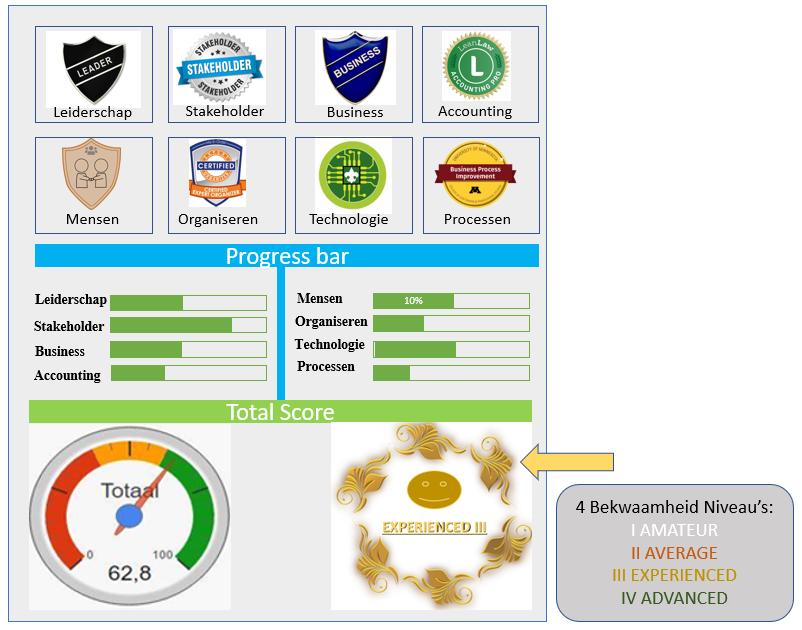 LEADER
Leiderschap
STAKEHOLDER
STAKEHOLDER
STAKEHOLDER
Stakeholder
BUSINESS
Business
LeanLaw
L
ACCOUNTING PRO
Accounting
Mensen
CERTIFIED
CERTIFIED
EXPERT ORGANIZER
Organiseren
Technologie
UNIVERSITY OF MINNESOTA
Business Process
Improvement
M
Processen
Progress bar
Leiderschap
Stakeholder
Business
Accounting
Mensen
10%
Organiseren
Technologie
Processen
Total Score
Totaal
0
100
62,8
EXPERIENCED III
4 Bekwaamheid Niveau's:
I AMATEUR
II AVERAGE
III EXPERIENCED
IV ADVANCED